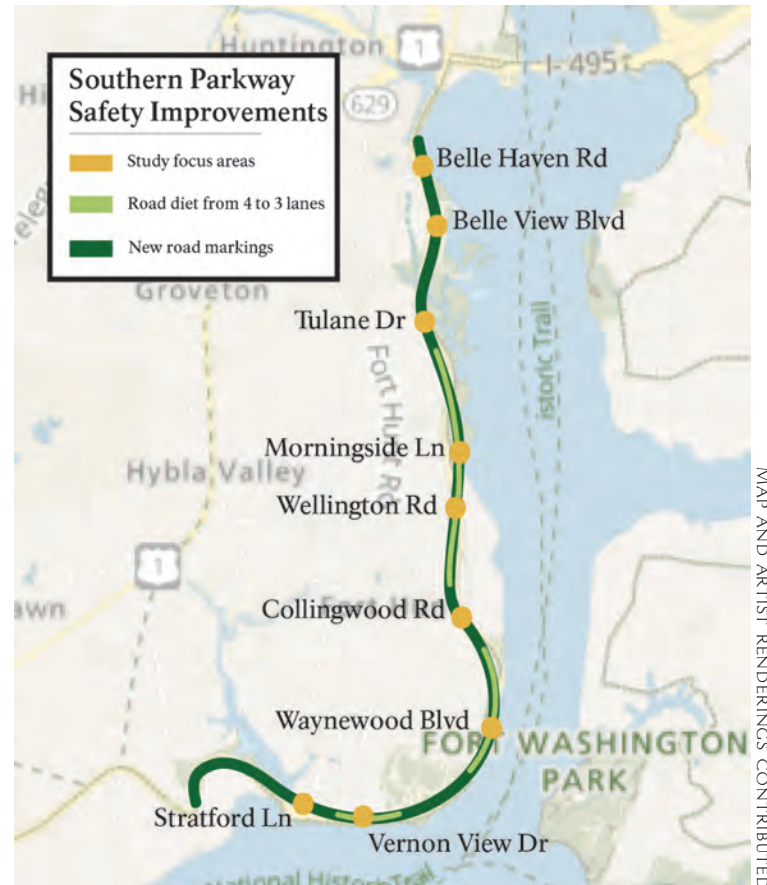 Huntington
1
I-495
Southern Parkway
Safety Improvements
Study focus areas
Road diet from 4 to 3 lanes
New road markings
629
Belle Haven Rd
Belle View Blvd
Groveton
Tulane Dr
Fort Hunt Rd
istoric Trail
Morningside Ln
Hybla Valley
Wellington Rd
1
Collingwood Rd
awn
Waynewood Blvd
FORT WASHINGTON
PARK
Stratford Ln
Vernon View Dr
National Historic Trail
MAP AND ARTIST RENDERINGS CONTRIBUTED